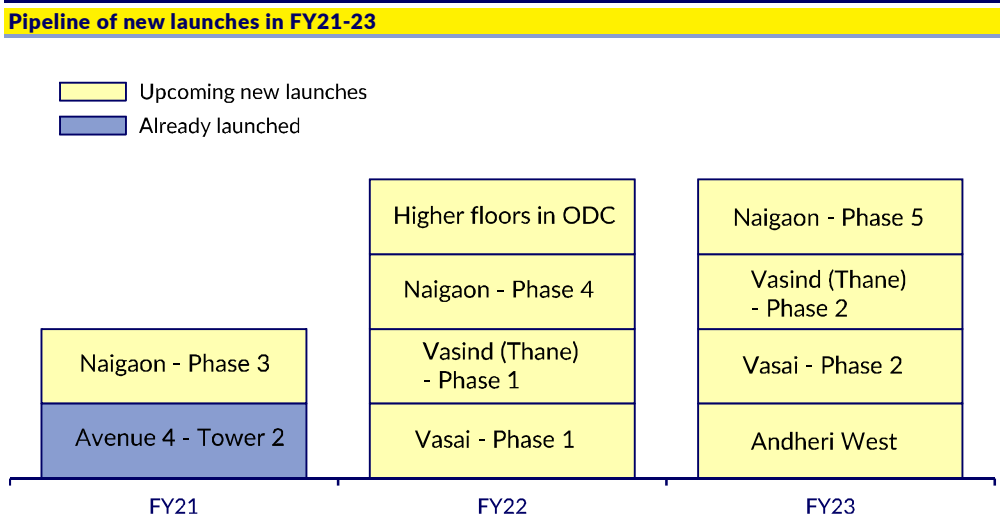 Pipeline of new launches in FY21-23
Upcoming new launches
Already launched
Naigaon - Phase 3
Avenue 4 - Tower 2
Higher floors in ODC
Naigaon - Phase 4
Vasind (Thane)
- Phase 1
Vasai - Phase 1
Naigaon - Phase 5
Vasind (Thane)
- Phase 2
Vasai - Phase 2
Andheri West
FY21
FY22
FY23